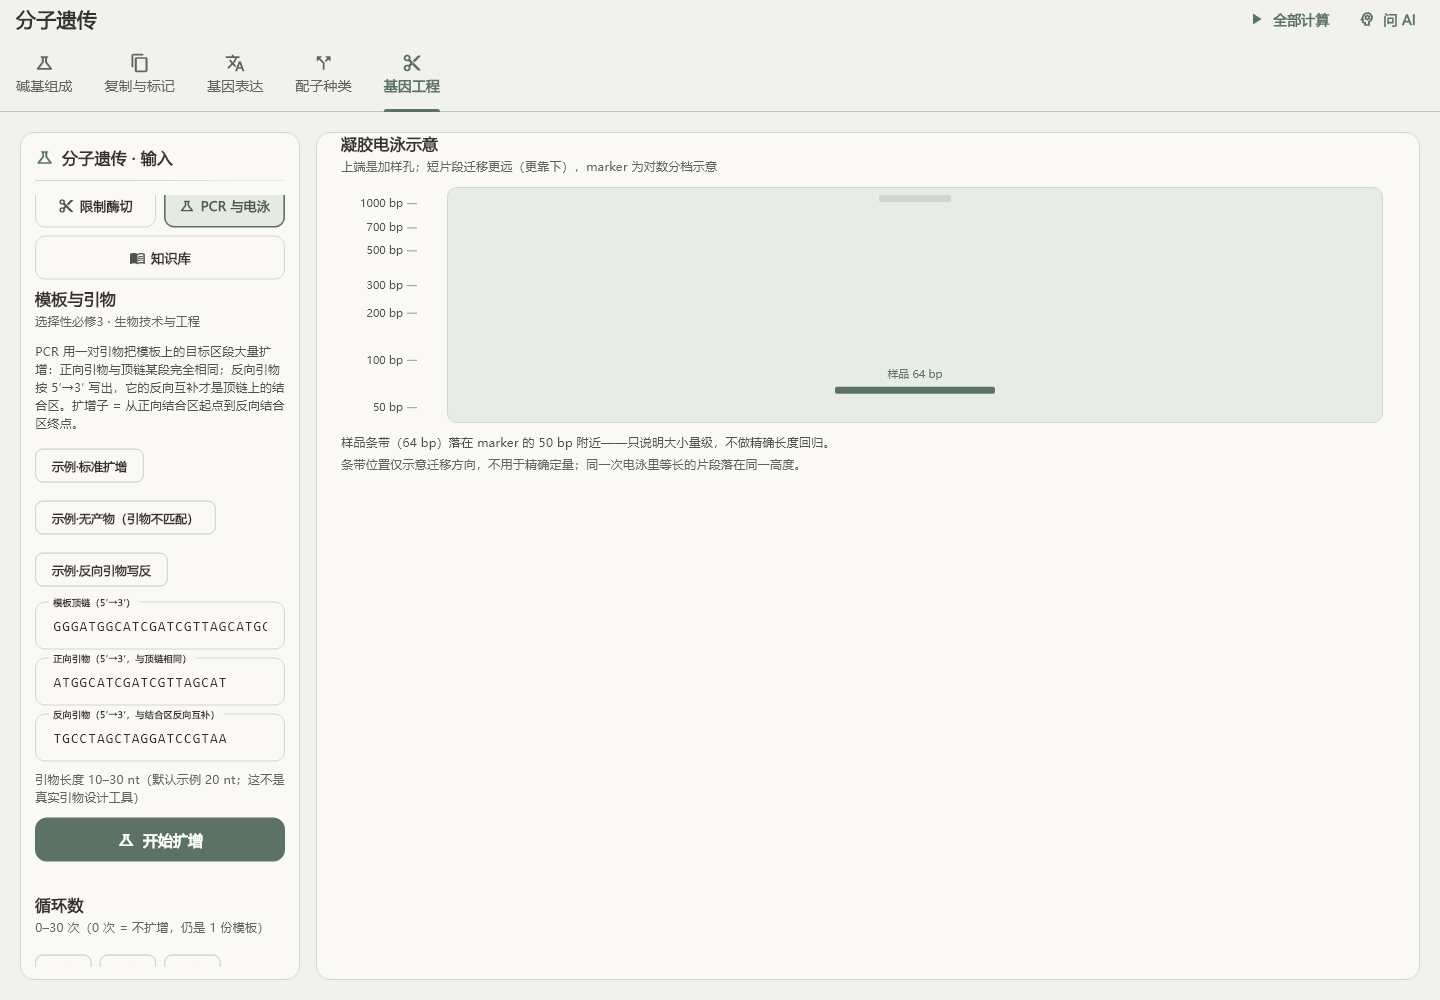 分子遗传
全部计算
问 AI
碱基组成
复制与标记
基因表达
配子种类
基因工程
分子遗传 · 输入
限制酶切
PCR 与电泳
知识库
模板与引物
选择性必修3 · 生物技术与工程
PCR 用一对引物把模板上的目标区段大量扩
增：正向引物与顶链某段完全相同；反向引物
按 5′→3′ 写出，它的反向互补才是顶链上的结
合区。扩增子 = 从正向结合区起点到反向结合
区终点。
示例·标准扩增
示例·无产物（引物不匹配）
示例·反向引物写反
模板顶链（5′→3′）
GGGATGGCATCGATCGTTAGCATGC
正向引物（5′→3′，与顶链相同）
ATGGCATCGATCGTTAGCAT
反向引物（5′→3′，与结合区反向互补）
TGCCTAGCTAGGATCCGTAA
引物长度 10–30 nt（默认示例 20 nt；这不是
真实引物设计工具）
开始扩增
循环数
0–30 次（0 次 = 不扩增，仍是 1 份模板）
凝胶电泳示意
上端是加样孔；短片段迁移更远（更靠下），marker 为对数分档示意
1000 bp
700 bp
500 bp
300 bp
200 bp
100 bp
50 bp
样品 64 bp
样品条带（64 bp）落在 marker 的 50 bp 附近——只说明大小量级，不做精确长度回归。
条带位置仅示意迁移方向，不用于精确定量；同一次电泳里等长的片段落在同一高度。